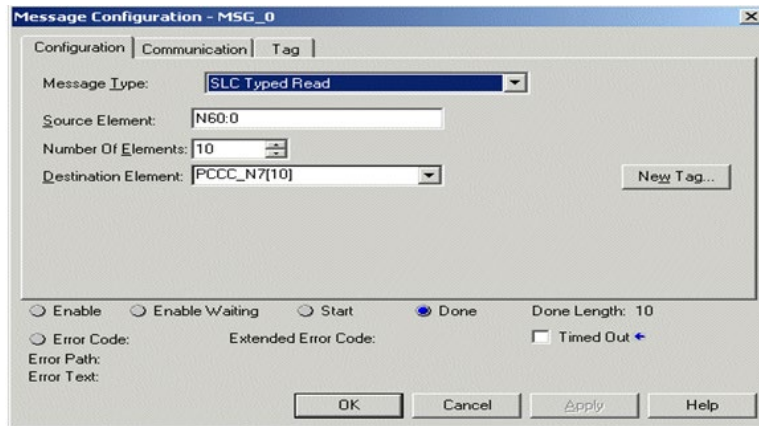 Message Configuration - MSG_0
Configuration Communication Tag
Message Type: SLC Typed Read
Source Element: N60:0
Number Of Elements: 10
Destination Element: PCCC_N7[10] New Tag...
Enable Enable Waiting Start Done Done Length: 10
Error Code: Extended Error Code: Timed Out
Error Path:
Error Text:
OK Cancel Apply Help